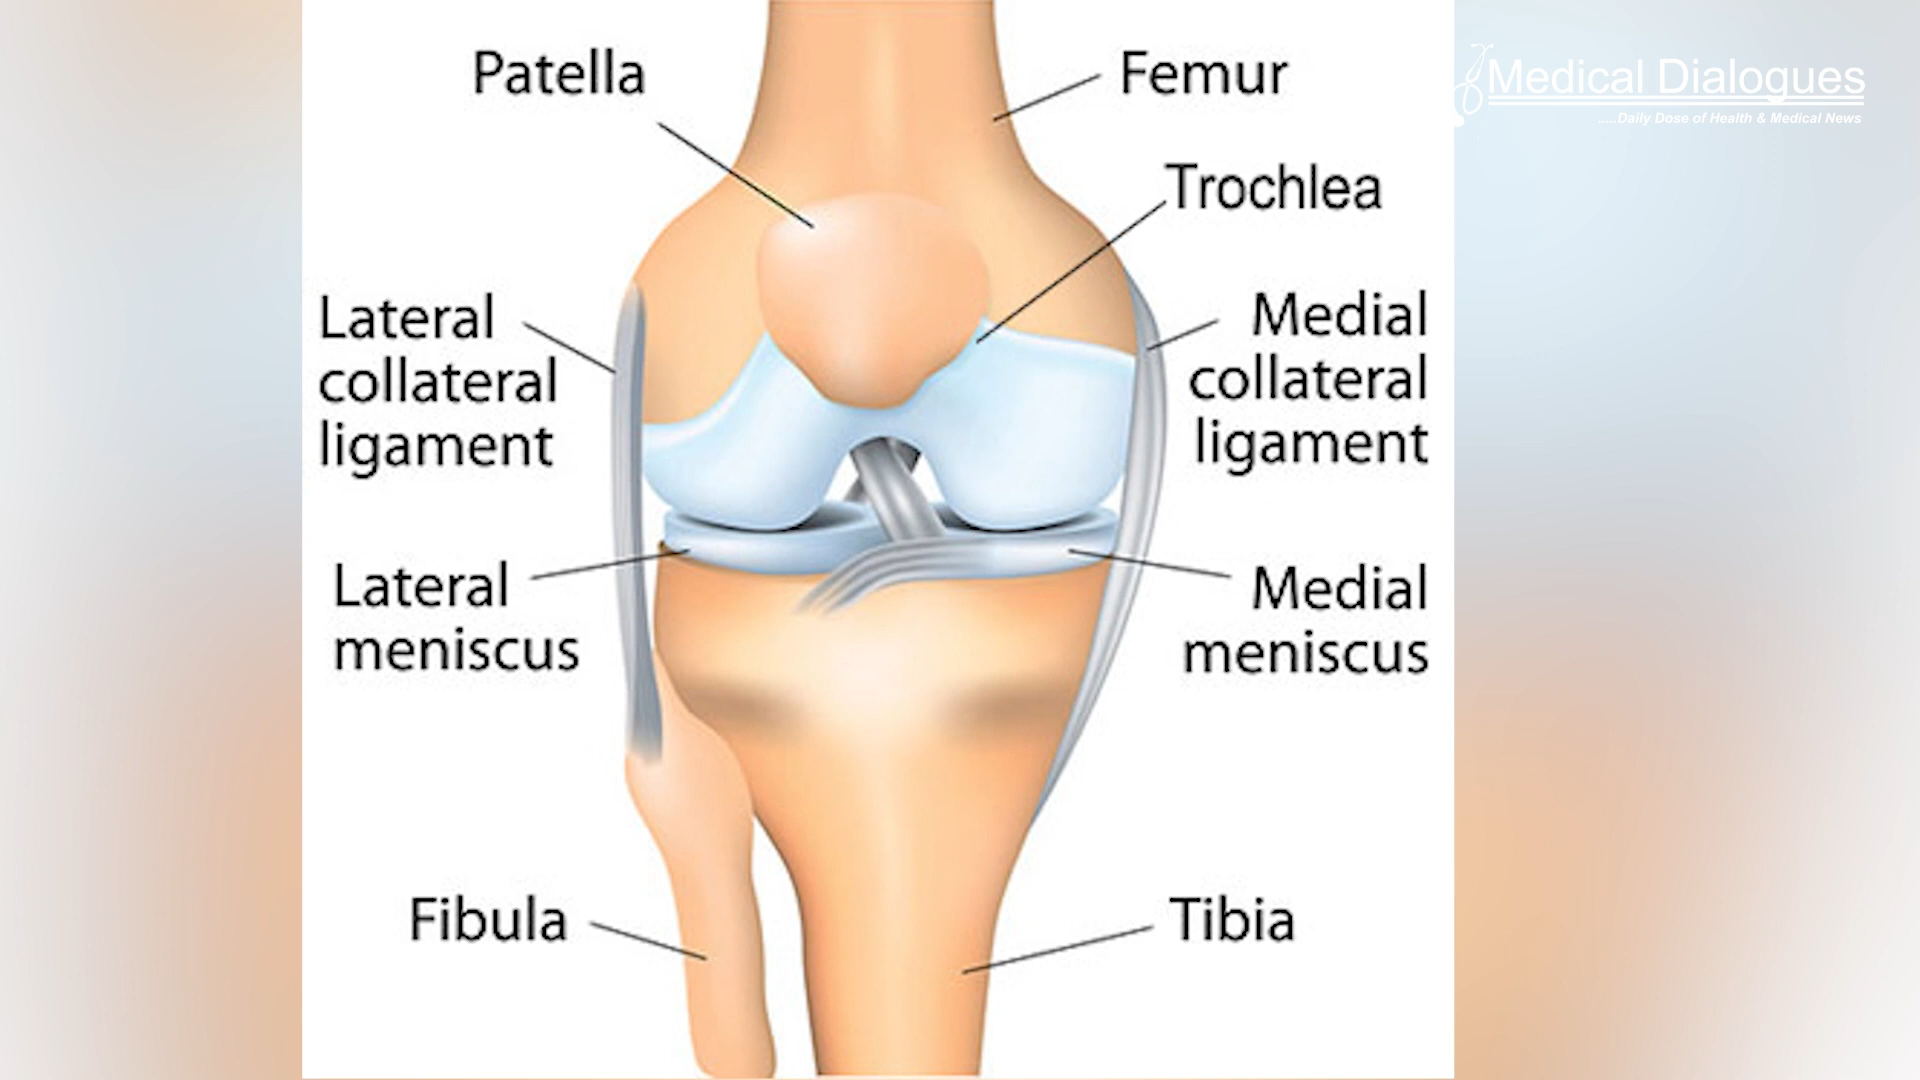 Patella
Femur
Medical Dialogues
.....Daily Dose of Health & Medical News
Trochlea
Lateral
collateral
ligament
Medial
collateral
ligament
Lateral
meniscus
Medial
meniscus
Fibula
Tibia